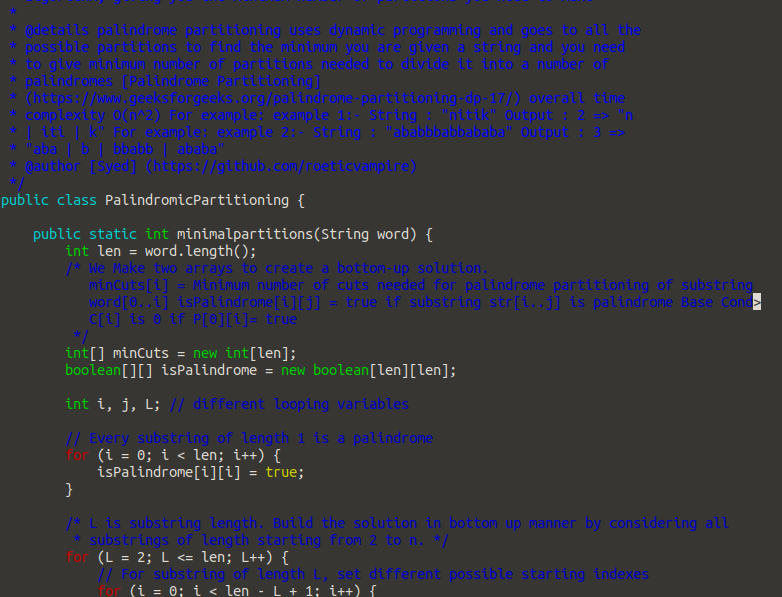 *
 * @details palindrome partitioning uses dynamic programming and goes to all the
 * possible partitions to find the minimum you are given a string and you need
 * to give minimum number of partitions needed to divide it into a number of
 * palindromes [Palindrome Partitioning]
 * (https://www.geeksforgeeks.org/palindrome-partitioning-dp-17/) overall time
 * complexity O(n^2) For example: example 1:- String : "nitik" Output : 2 => "n
 * | iti | k" For example: example 2:- String : "ababbbabbababa" Output : 3 =>
 * "aba | b | bbabb | ababa"
 * @author [Syed] (https://github.com/roeticvampire)
 */
public class PalindromicPartitioning {

    public static int minimalpartitions(String word) {
        int len = word.length();
        /* We Make two arrays to create a bottom-up solution.
           minCuts[i] = Minimum number of cuts needed for palindrome partitioning of substring
           word[0..i] isPalindrome[i][j] = true if substring str[i..j] is palindrome Base Cond>
           C[i] is 0 if P[0][i]= true
         */
        int[] minCuts = new int[len];
        boolean[][] isPalindrome = new boolean[len][len];

        int i, j, L; // different looping variables

        // Every substring of length 1 is a palindrome
        for (i = 0; i < len; i++) {
            isPalindrome[i][i] = true;
        }

        /* L is substring length. Build the solution in bottom up manner by considering all
         * substrings of length starting from 2 to n. */
        for (L = 2; L <= len; L++) {
            // For substring of length L, set different possible starting indexes
            for (i = 0; i < len - L + 1; i++) {